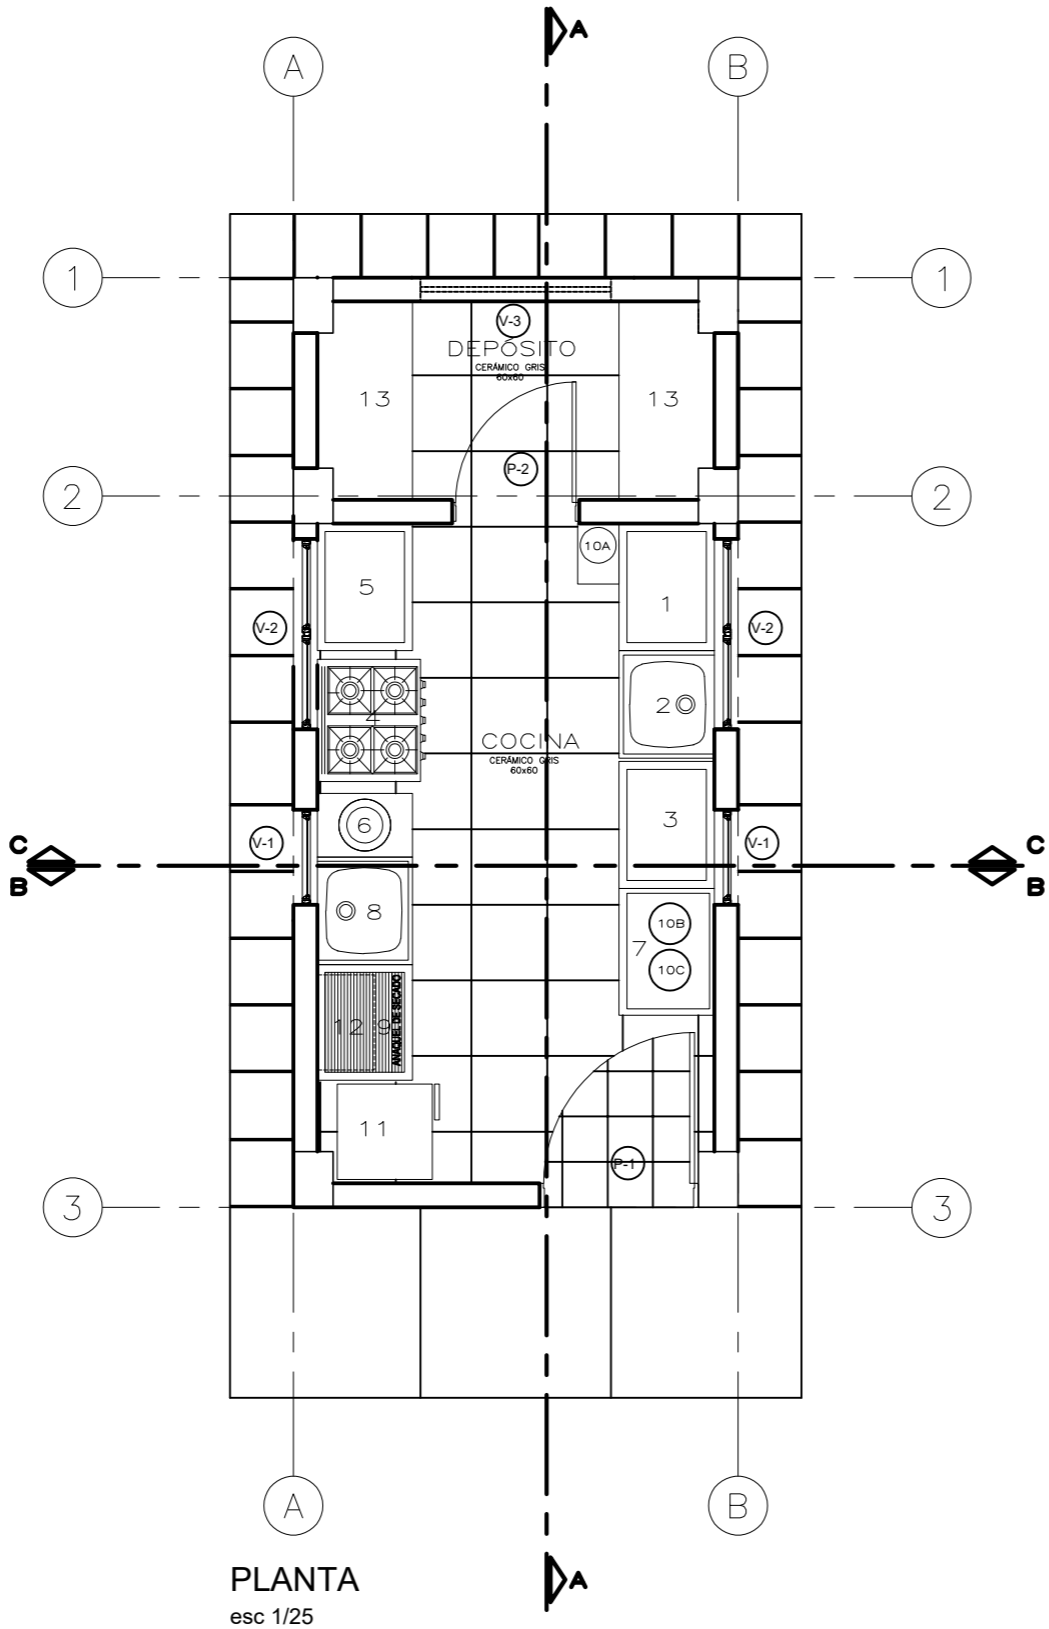 A
A
B
1
1
V-3
DEPÓSITO
CERÁMICO GRIS
60x60
13
13
P-2
2
2
10A
5
1
V-2
V-2
2
4
COCINA
CERÁMICO GRIS
60x60
3
6
C
V-1
V-1
C
B
B
8
10B
7
10C
12
9
ANAQUEL DE SECADO
11
P-1
3
3
A
B
PLANTA
A
esc 1/25